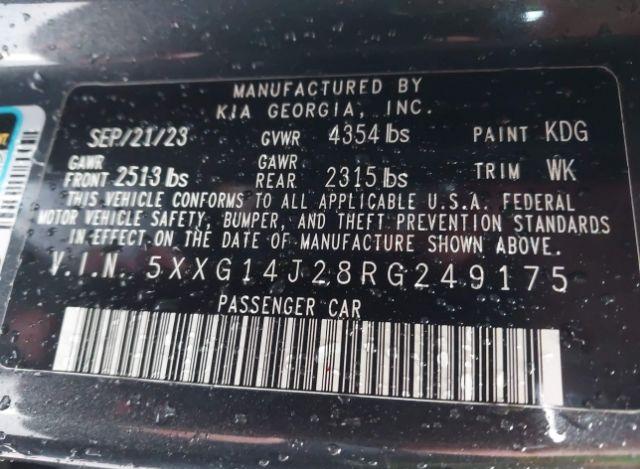 MANUFACTURED BY
KIA GEORGIA, INC.
SEP/21/23 GVWR 4354 lbs PAINT KDG
GAWR FRONT 2513 lbs GAWR REAR 2315 lbs TRIM WK
THIS VEHICLE CONFORMS TO ALL APPLICABLE U.S.A. FEDERAL
MOTOR VEHICLE SAFETY, BUMPER, AND THEFT PREVENTION STANDARDS
IN EFFECT ON THE DATE OF MANUFACTURE SHOWN ABOVE.
V.I.N. 5XXG14J28RG249175
PASSENGER CAR